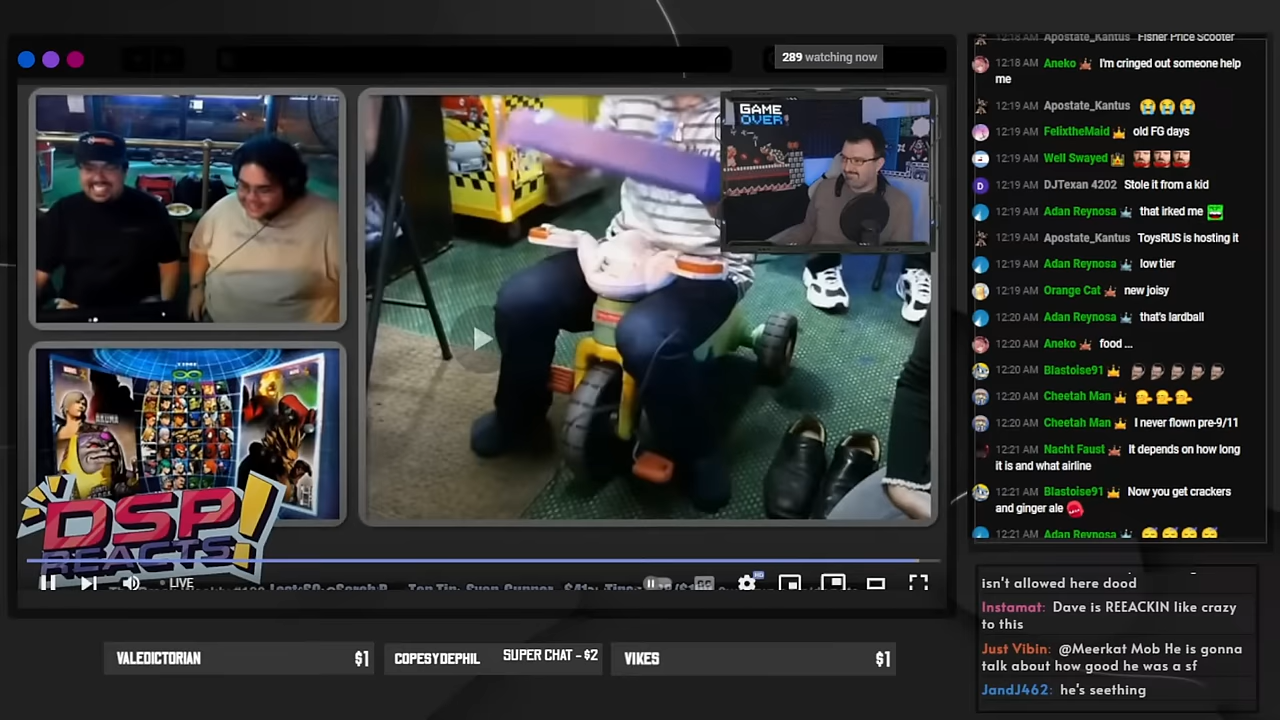 289 watching now
GAME
OVER
DSP
REACTS!
LIVE
VALEDICTORIAN $1
COPESYDEPHIL SUPER CHAT - $2
VIKES $1
12:18 AM Apostate_Kantus Fisher Price Scooter
12:18 AM Aneko I'm cringed out someone help
me
12:19 AM Apostate_Kantus 😭😭😭
12:19 AM FelixtheMaid old FG days
12:19 AM Well Swayed
12:19 AM DJTexan 4202 Stole it from a kid
12:19 AM Adan Reynosa that irked me
12:19 AM Apostate_Kantus ToysRUS is hosting it
12:19 AM Adan Reynosa low tier
12:19 AM Orange Cat new joisy
12:20 AM Adan Reynosa that's lardball
12:20 AM Aneko food ...
12:20 AM Blastoise91
12:20 AM Cheetah Man
12:20 AM Cheetah Man I never flown pre-9/11
12:21 AM Nacht Faust It depends on how long
it is and what airline
12:21 AM Blastoise91 Now you get crackers
and ginger ale
12:21 AM Adan Reynosa 😴😴😴😴
isn't allowed here dood
Instamat: Dave is REEACKIN like crazy
to this
Just Vibin: @Meerkat Mob He is gonna
talk about how good he was a sf
JandJ462: he's seething